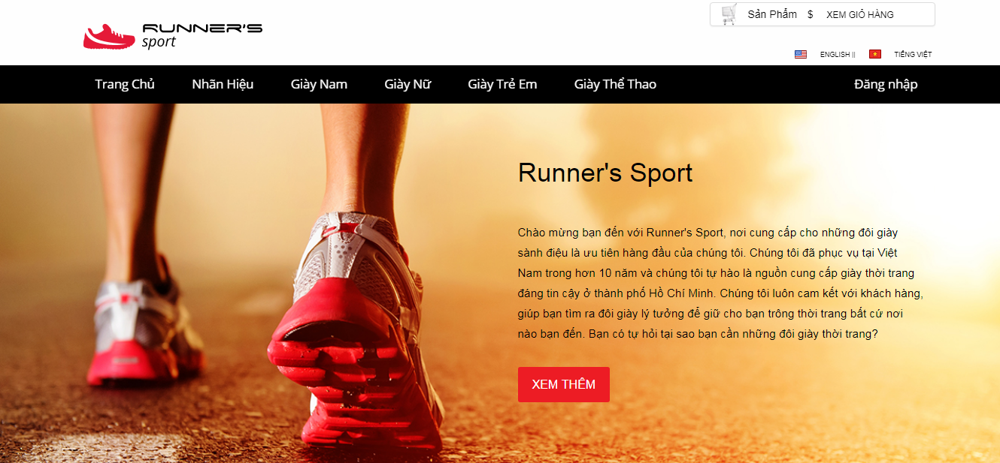 Sản Phẩm $ XEM GIỎ HÀNG
RUNNER'S
sport
ENGLISH || TIẾNG VIỆT
Trang Chủ Nhãn Hiệu Giày Nam Giày Nữ Giày Trẻ Em Giày Thể Thao Đăng nhập
Runner's Sport
Chào mừng bạn đến với Runner's Sport, nơi cung cấp cho những đôi giày
sành điệu là ưu tiên hàng đầu của chúng tôi. Chúng tôi đã phục vụ tại Việt
Nam trong hơn 10 năm và chúng tôi tự hào là nguồn cung cấp giày thời trang
đáng tin cậy ở thành phố Hồ Chí Minh. Chúng tôi luôn cam kết với khách hàng,
giúp bạn tìm ra đôi giày lý tưởng để giữ cho bạn trông thời trang bất cứ nơi
nào bạn đến. Bạn có tự hỏi tại sao bạn cần những đôi giày thời trang?
XEM THÊM